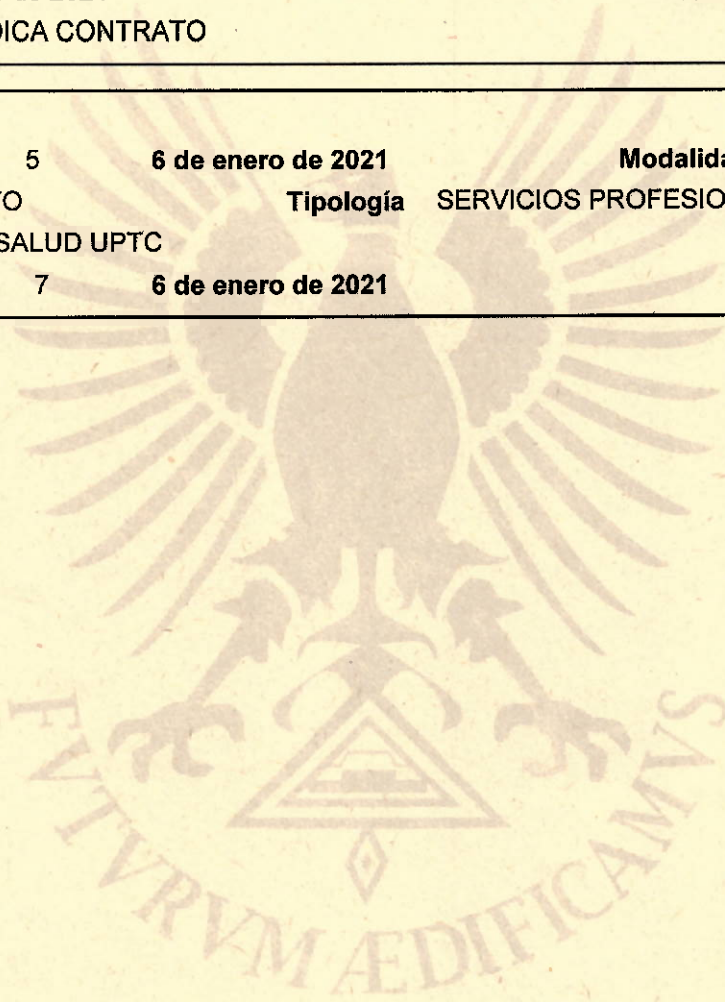 DICA CONTRATO
5 6 de enero de 2021 Modalida
TO Tipología SERVICIOS PROFESIO
SALUD UPTC
7 6 de enero de 2021
FVTVRVM ÆDIFICAMVS